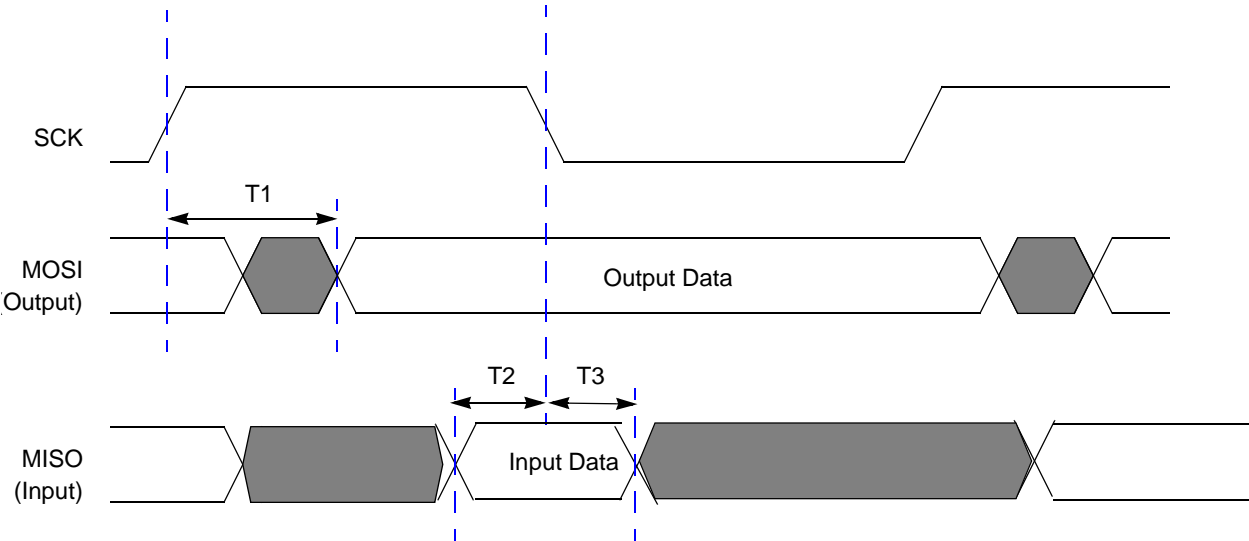 SCK
T1
MOSI
(Output)
Output Data
T2
T3
MISO
(Input)
Input Data